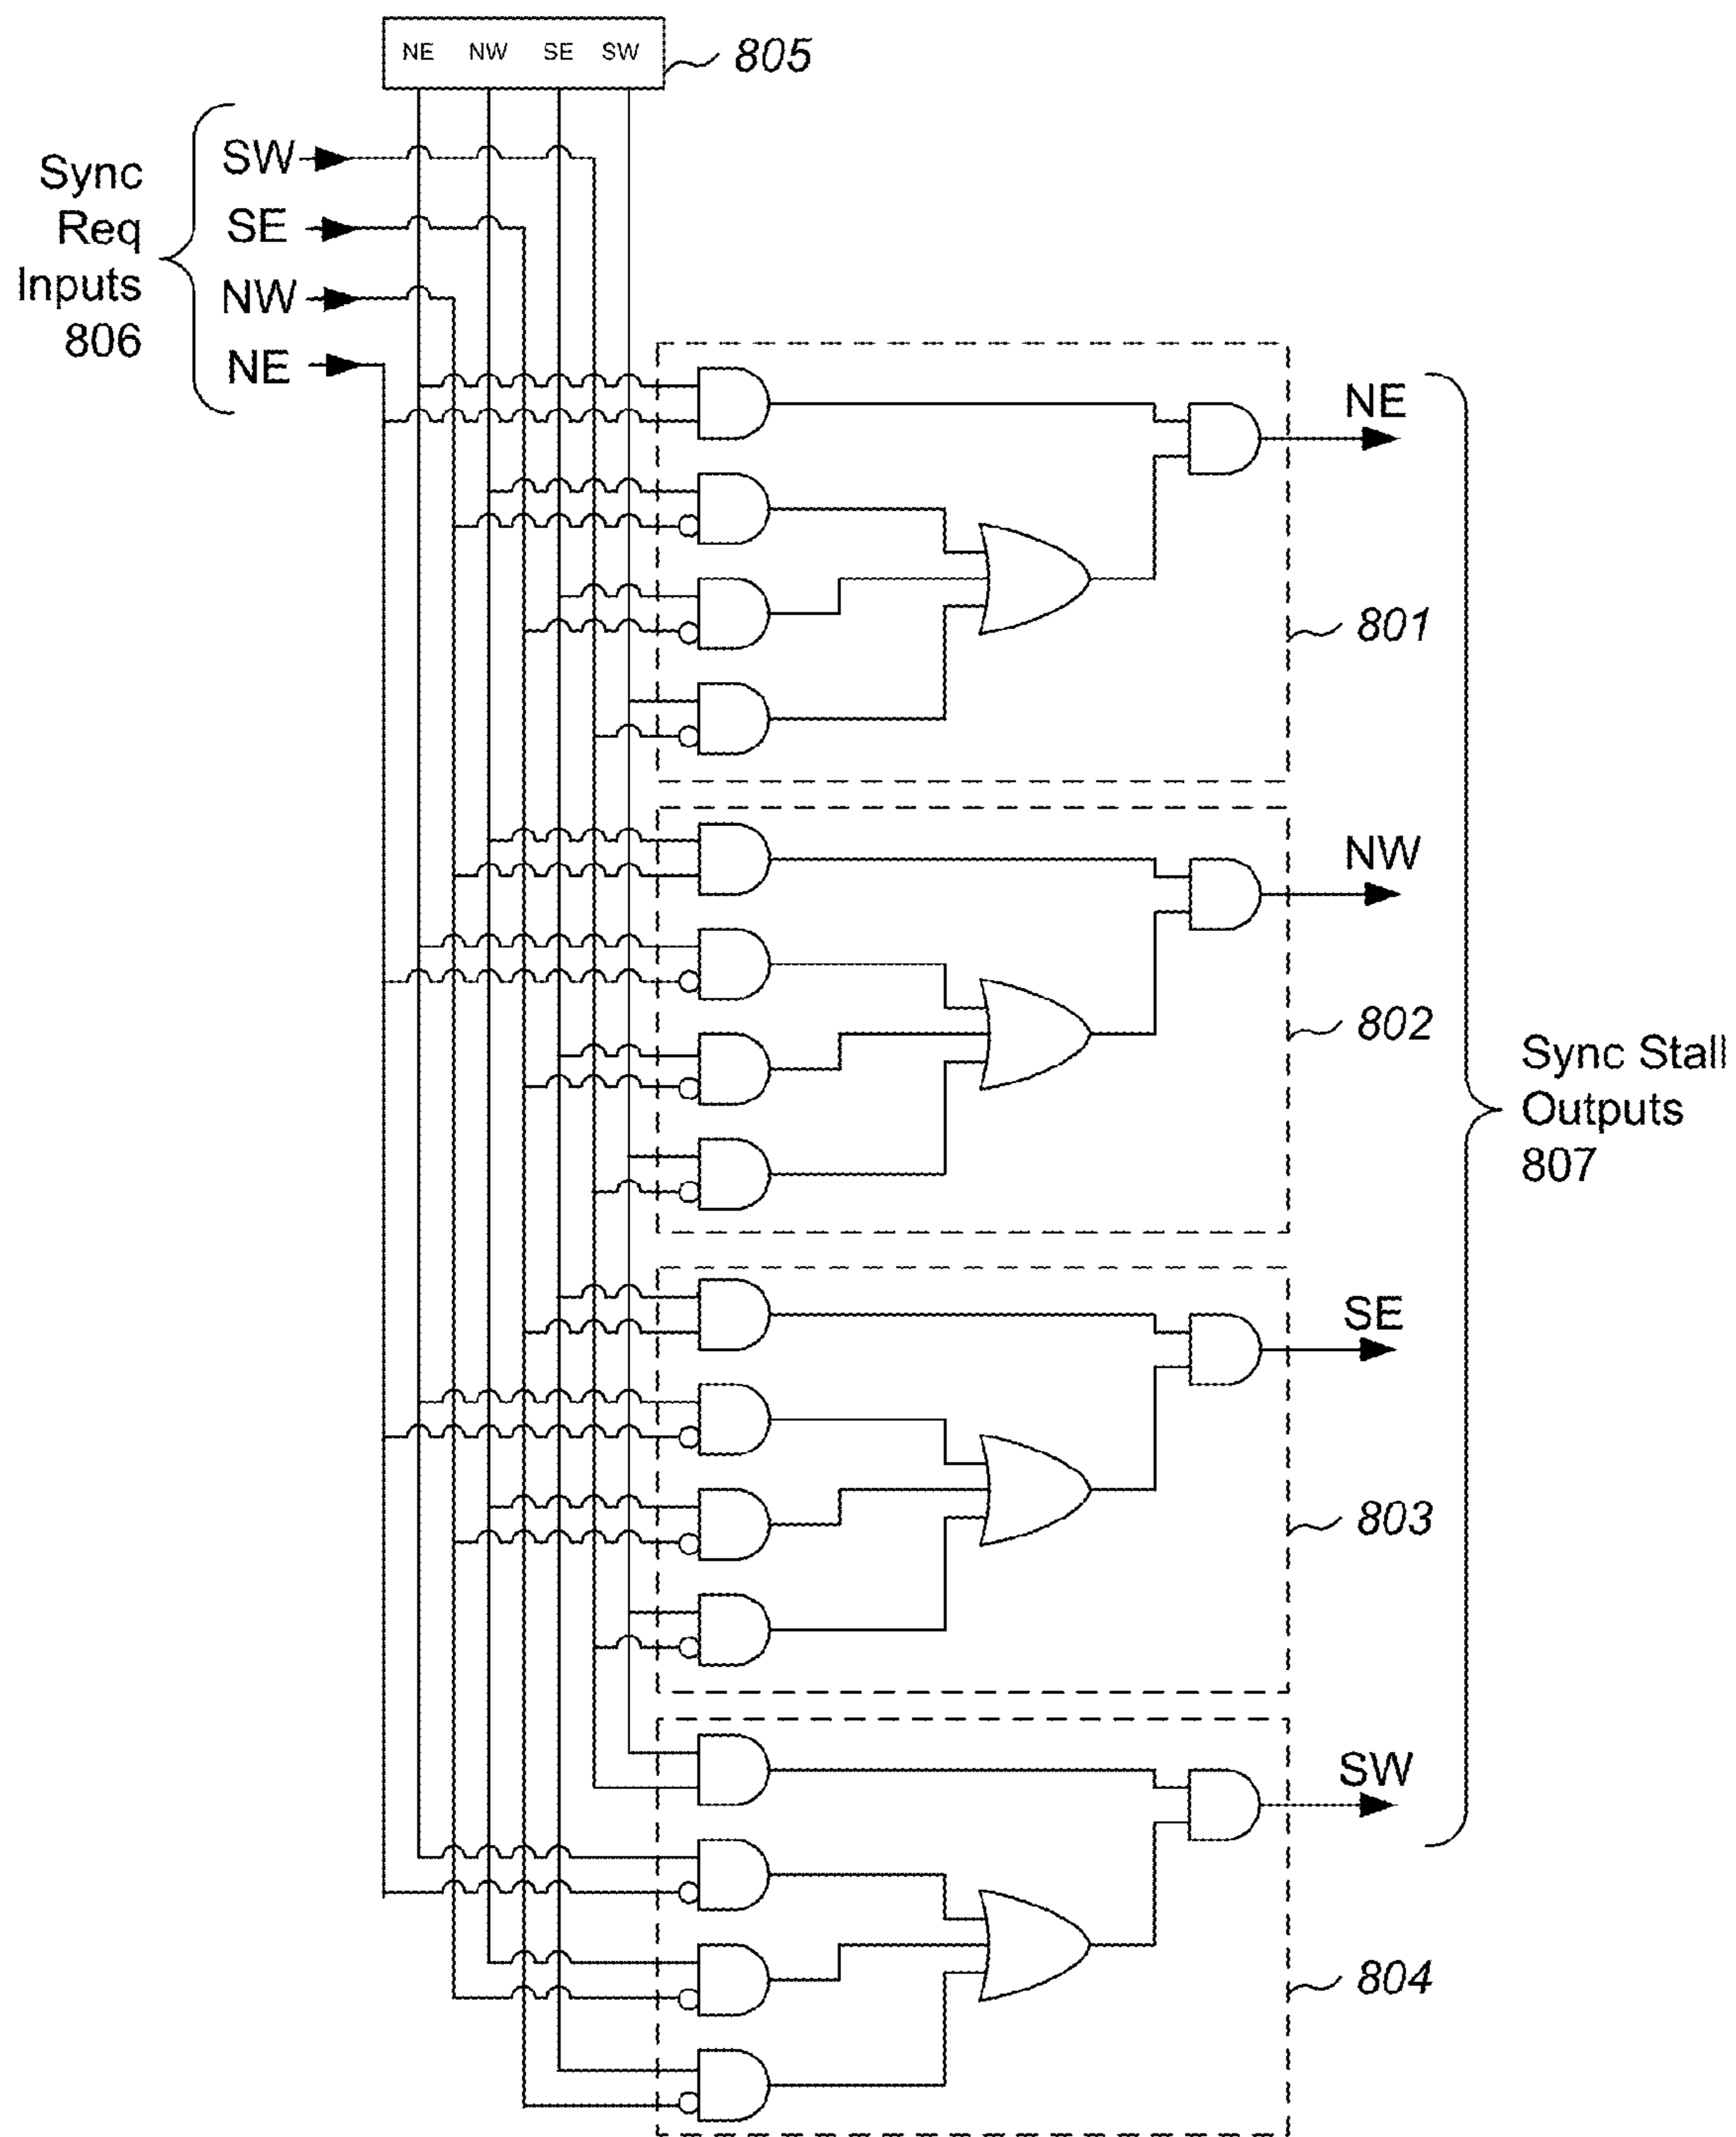 NE NW SE SW
805
Sync
Req
Inputs
806
SW
SE
NW
NE
NE
801
NW
802
Sync Stall
Outputs
807
SE
803
SW
804